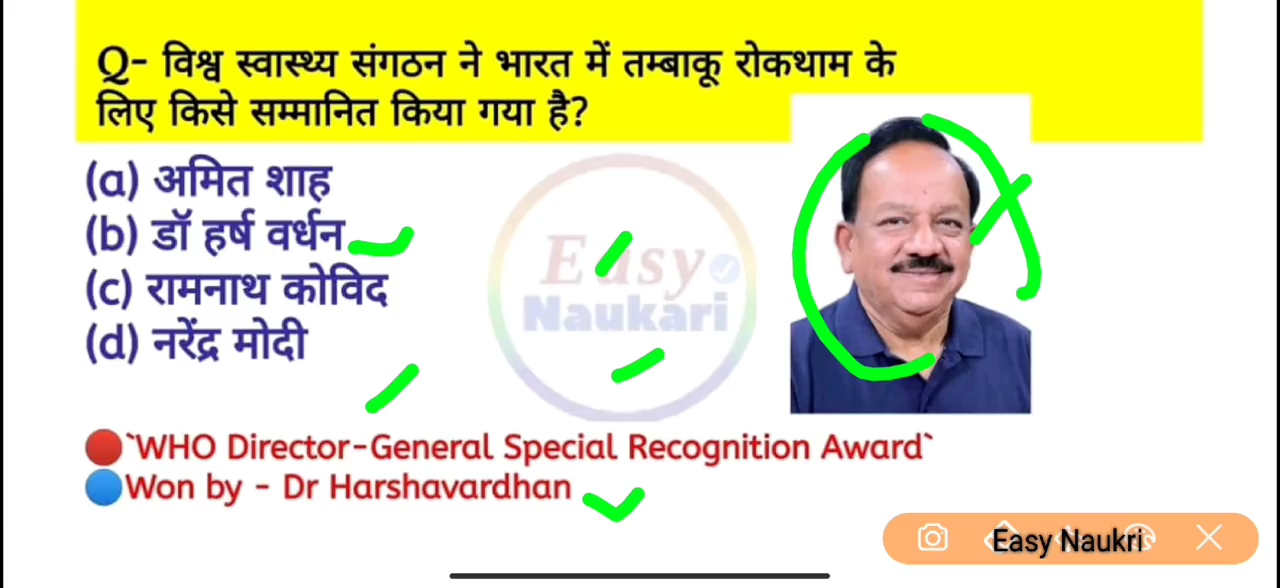 Q- विश्व स्वास्थ्य संगठन ने भारत में तम्बाकू रोकथाम के
लिए किसे सम्मानित किया गया है?
(a) अमित शाह
(b) डॉ हर्ष वर्धन
(c) रामनाथ कोविद
(d) नरेंद्र मोदी
Easy
Naukari
`WHO Director-General Special Recognition Award`
Won by - Dr Harshavardhan
Easy Naukri